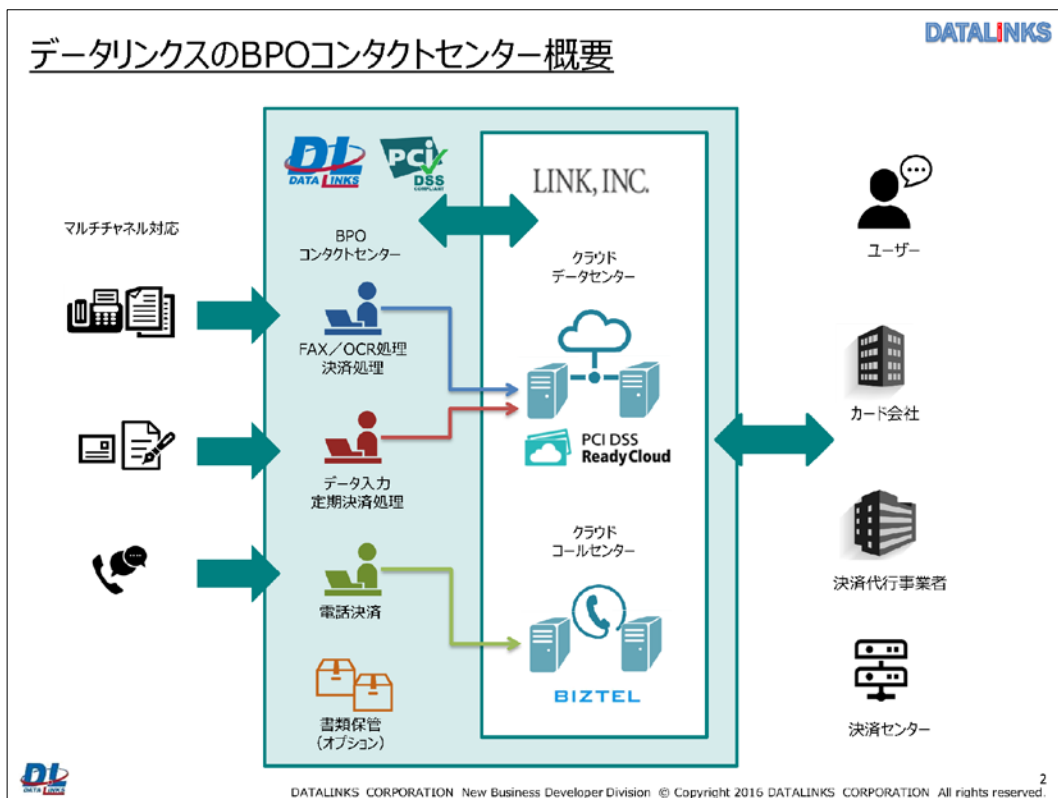 データリンクスのBPOコンタクトセンター概要
DATALINKS
DL
DATA LINKS
PCI
DSS
COMPLIANT
LINK, INC.
マルチチャネル対応
BPO
コンタクトセンター
クラウド
データセンター
ユーザー
FAX/OCR処理
決済処理
カード会社
PCI DSS
Ready Cloud
データ入力
定期決済処理
クラウド
コールセンター
決済代行事業者
電話決済
BIZTEL
書類保管
(オプション)
決済センター
DL
DATA LINKS
2
DATALINKS CORPORATION New Business Developer Division © Copyright 2016 DATALINKS CORPORATION All rights reserved.